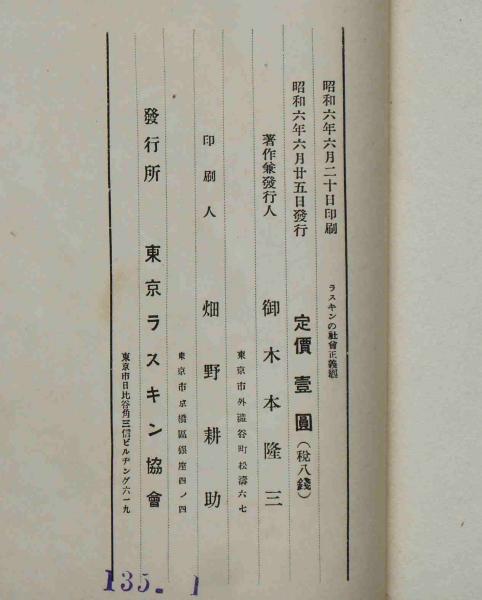 昭和六年六月二十日印刷
ラスキンの社會正義觀
昭和六年六月廿五日發行
定價壹圓（稅八錢）
著作兼發行人
御木本隆三
東京市外澁谷町松濤六七
印刷人
畑野耕助
東京市京橋區銀座四ノ四
發行所
東京ラスキン協會
東京市日比谷角三信ビルヂング六一九
135. 1